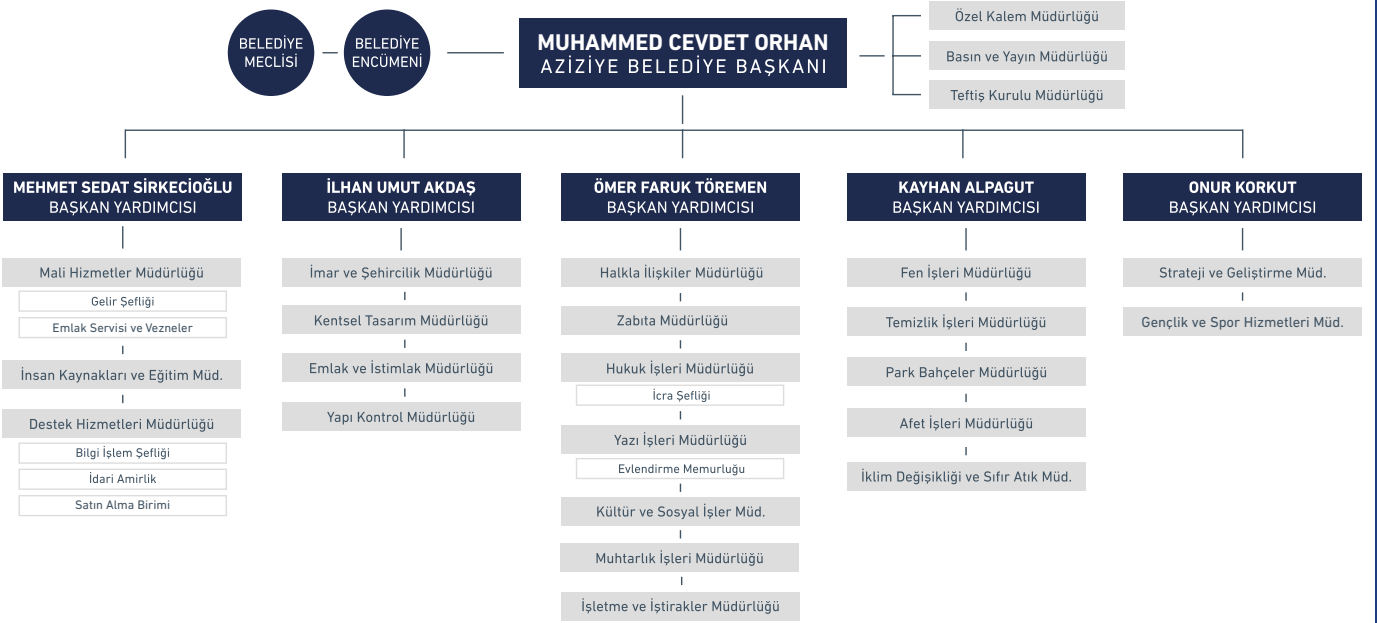 BELEDİYE
MECLİSİ
BELEDİYE
ENCÜMENİ
MUHAMMED CEVDET ORHAN
AZİZİYE BELEDİYE BAŞKANI
Özel Kalem Müdürlüğü
Basın ve Yayın Müdürlüğü
Teftiş Kurulu Müdürlüğü
MEHMET SEDAT SİRKECİOĞLU
BAŞKAN YARDIMCISI
Mali Hizmetler Müdürlüğü
Gelir Şefliği
Emlak Servisi ve Vezneler
İnsan Kaynakları ve Eğitim Müd.
Destek Hizmetleri Müdürlüğü
Bilgi İşlem Şefliği
İdari Amirlik
Satın Alma Birimi
İLHAN UMUT AKDAŞ
BAŞKAN YARDIMCISI
İmar ve Şehircilik Müdürlüğü
Kentsel Tasarım Müdürlüğü
Emlak ve İstimlak Müdürlüğü
Yapı Kontrol Müdürlüğü
ÖMER FARUK TÖREMEN
BAŞKAN YARDIMCISI
Halkla İlişkiler Müdürlüğü
Zabıta Müdürlüğü
Hukuk İşleri Müdürlüğü
İcra Şefliği
Yazı İşleri Müdürlüğü
Evlendirme Memurluğu
Kültür ve Sosyal İşler Müd.
Muhtarlık İşleri Müdürlüğü
İşletme ve İştirakler Müdürlüğü
KAYHAN ALPAGUT
BAŞKAN YARDIMCISI
Fen İşleri Müdürlüğü
Temizlik İşleri Müdürlüğü
Park Bahçeler Müdürlüğü
Afet İşleri Müdürlüğü
İklim Değişikliği ve Sıfır Atık Müd.
ONUR KORKUT
BAŞKAN YARDIMCISI
Strateji ve Geliştirme Müd.
Gençlik ve Spor Hizmetleri Müd.